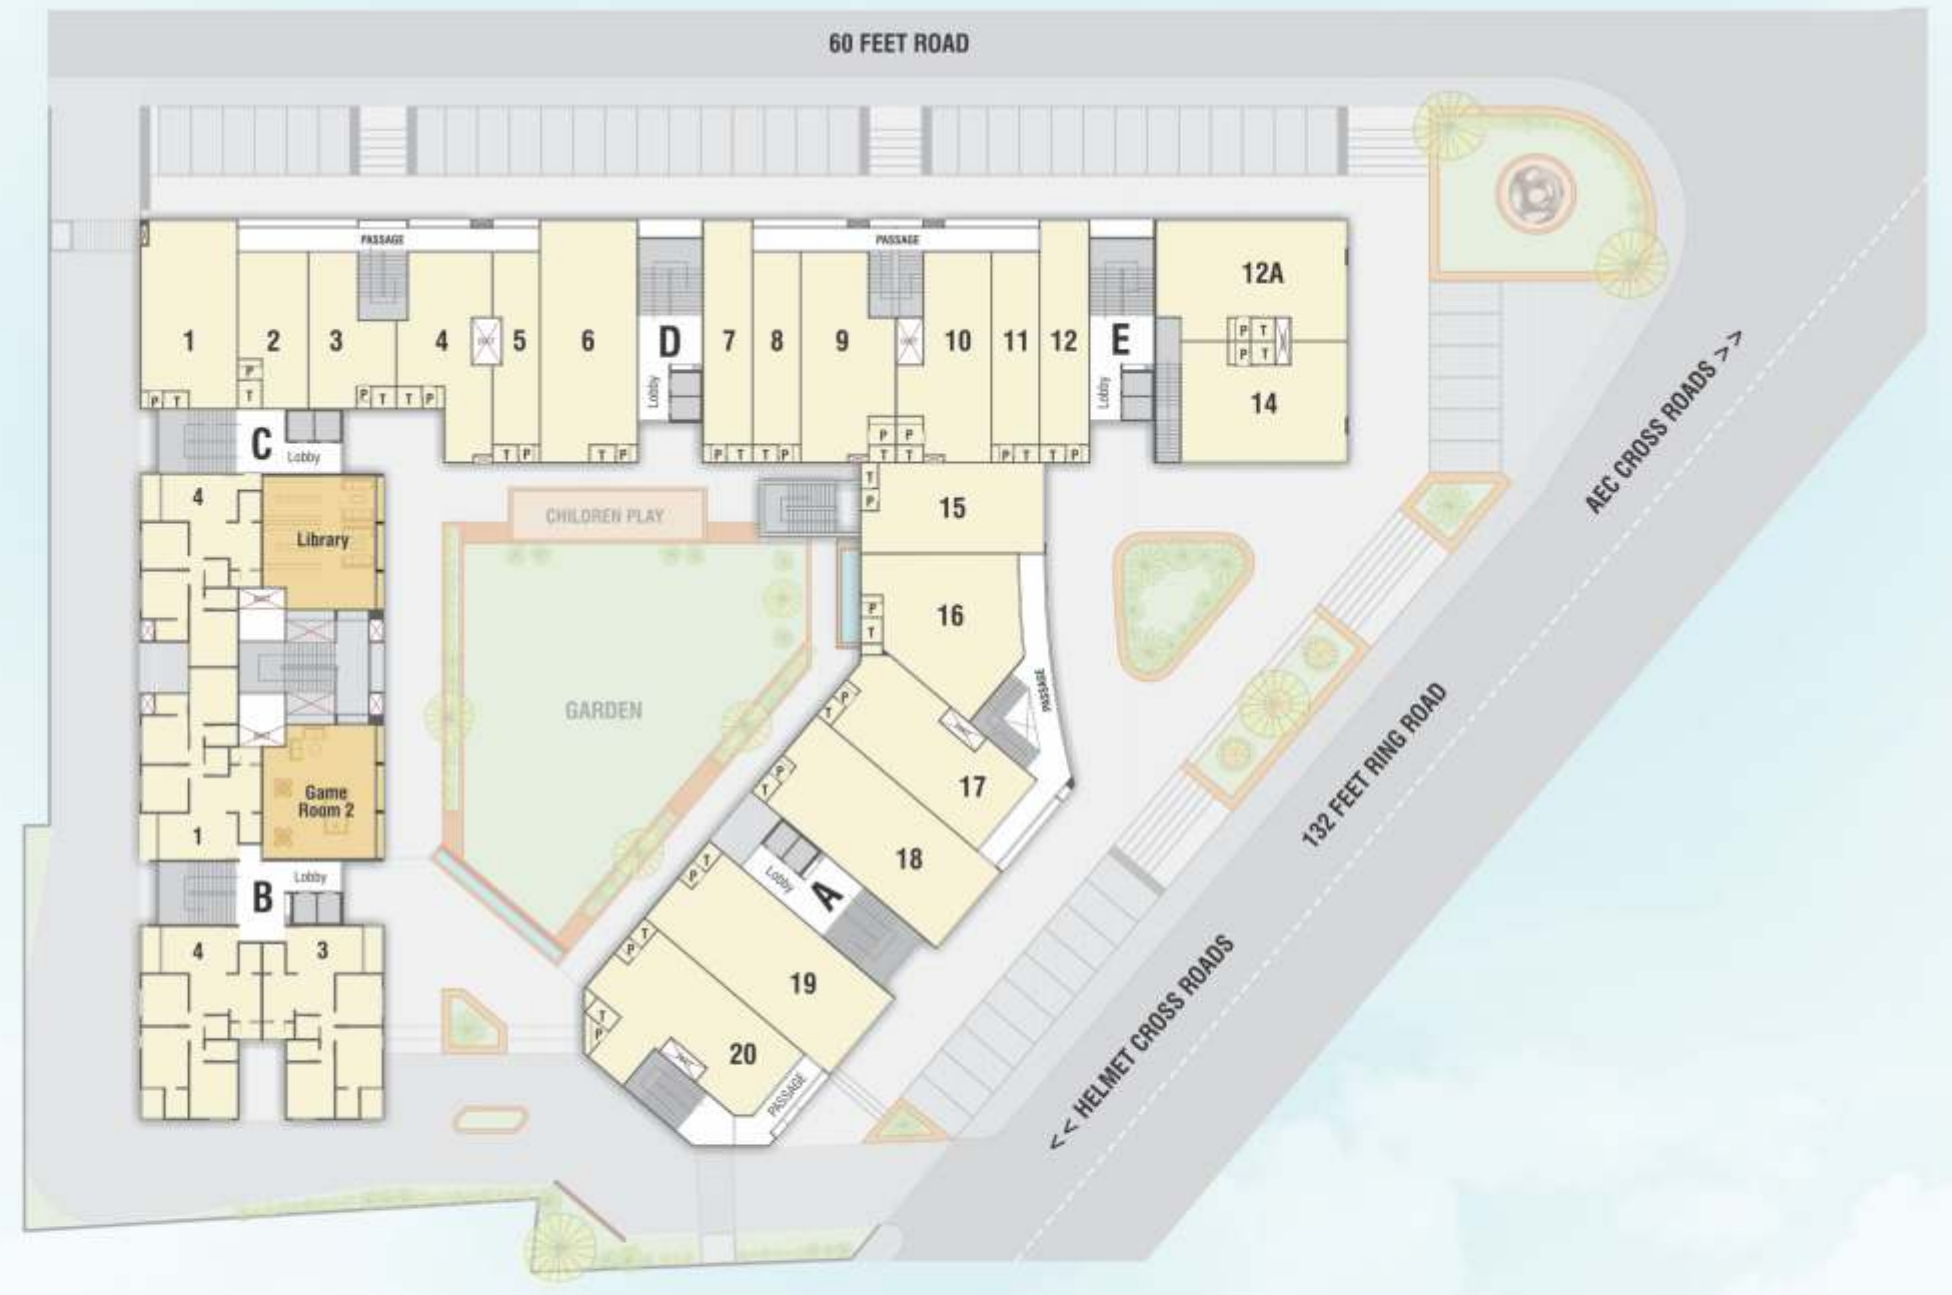 60 FEET ROAD
PASSAGE
PASSAGE
1
2
3
4
5
6
D
Lobby
7
8
9
10
11
12
E
Lobby
12A
P T
P T
14
P T
P
T
P T T P
T P
T P
P T T P
P P
T T
P T T P
C
Lobby
4
Library
Game
Room 2
1
Lobby
B
4
3
CHILDREN PLAY
GARDEN
T
P
15
P
T
16
PASSAGE
T P
17
T P
18
Lobby
A
P T
19
P T
T
P
20
PASSAGE
AEC CROSS ROADS >>
132 FEET RING ROAD
<< HELMET CROSS ROADS